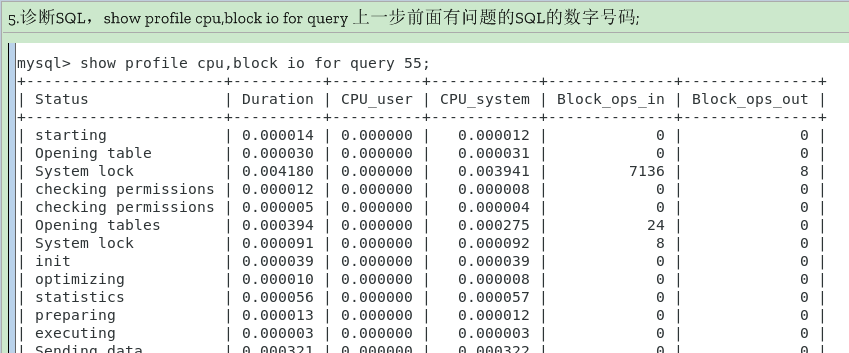 5.诊断SQL，show profile cpu,block io for query 上一步前面有问题的SQL的数字号码;
mysql> show profile cpu,block io for query 55;
+----------------------+----------+----------+------------+--------------+---------------+
| Status | Duration | CPU_user | CPU_system | Block_ops_in | Block_ops_out |
+----------------------+----------+----------+------------+--------------+---------------+
| starting | 0.000014 | 0.000000 | 0.000012 | 0 | 0 |
| Opening table | 0.000030 | 0.000000 | 0.000031 | 0 | 0 |
| System lock | 0.004180 | 0.000000 | 0.003941 | 7136 | 8 |
| checking permissions | 0.000012 | 0.000000 | 0.000008 | 0 | 0 |
| checking permissions | 0.000005 | 0.000000 | 0.000004 | 0 | 0 |
| Opening tables | 0.000394 | 0.000000 | 0.000275 | 24 | 0 |
| System lock | 0.000091 | 0.000000 | 0.000092 | 8 | 0 |
| init | 0.000039 | 0.000000 | 0.000039 | 0 | 0 |
| optimizing | 0.000010 | 0.000000 | 0.000008 | 0 | 0 |
| statistics | 0.000056 | 0.000000 | 0.000057 | 0 | 0 |
| preparing | 0.000013 | 0.000000 | 0.000012 | 0 | 0 |
| executing | 0.000003 | 0.000000 | 0.000003 | 0 | 0 |
| Sending data | 0.000321 | 0.000000 | 0.000322 | 0 | 0 |